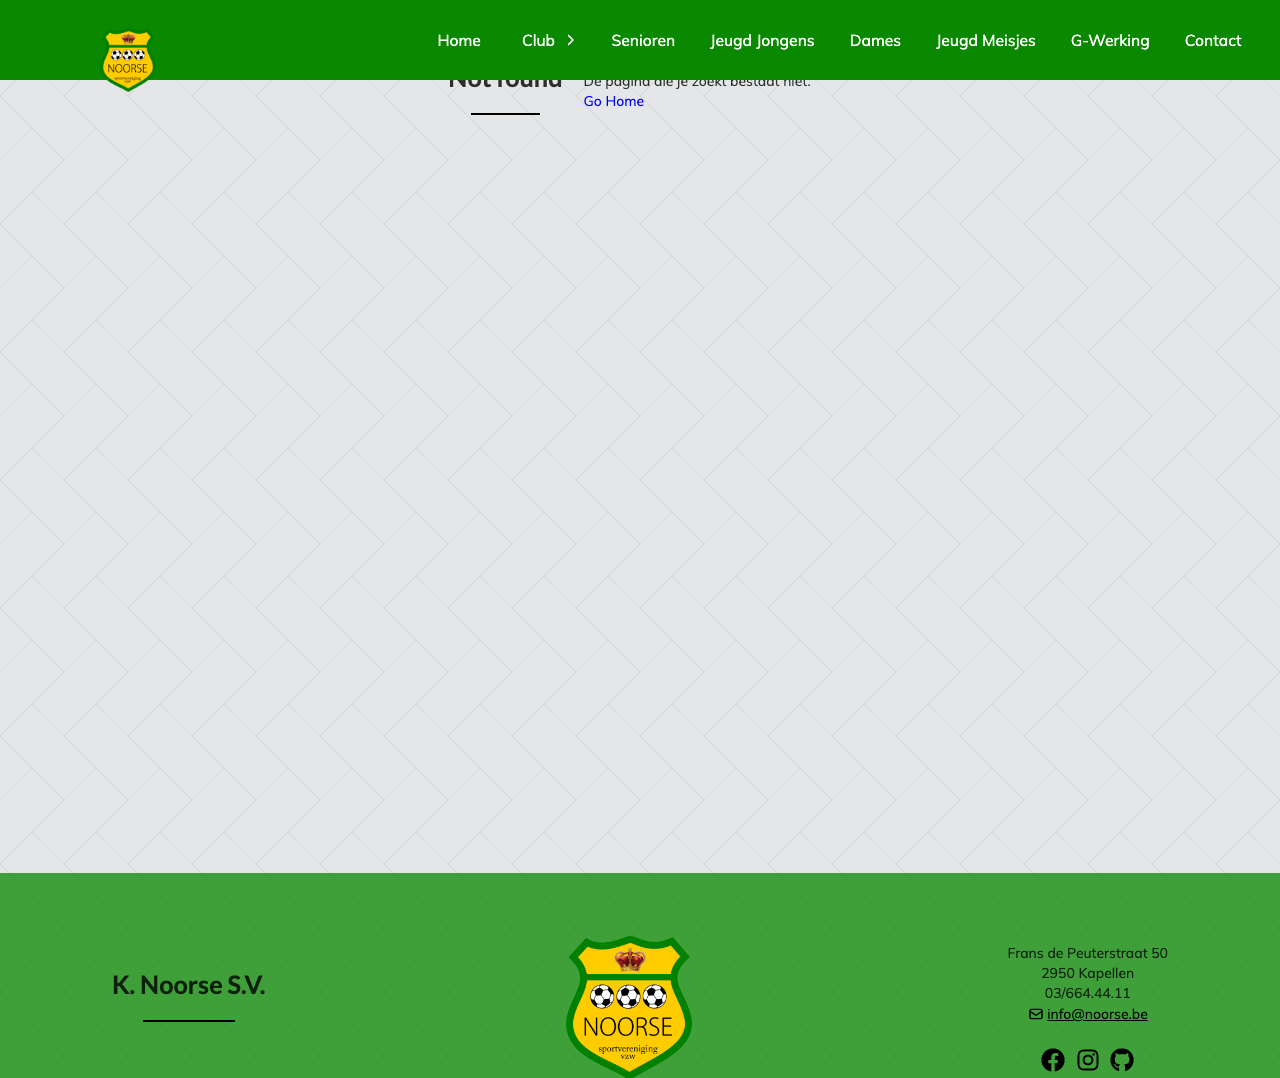 Home Club Senioren Jeugd Jongens Dames Jeugd Meisjes G-Werking Contact
NOORSE
Not found
De pagina die je zoekt bestaat niet.
Go Home
K. Noorse S.V.
NOORSE
sportvereniging
vzw
Frans de Peuterstraat 50
2950 Kapellen
03/664.44.11
info@noorse.be